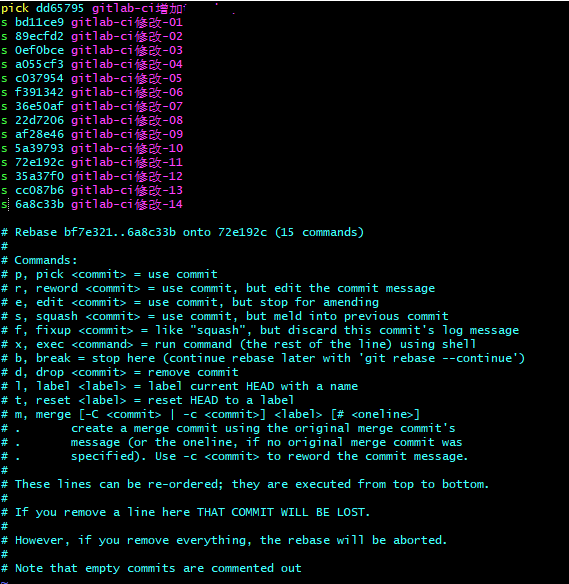 pick dd65795 gitlab-ci增加
s bd11ce9 gitlab-ci修改-01
s 89ecfd2 gitlab-ci修改-02
s 0ef0bce gitlab-ci修改-03
s a055cf3 gitlab-ci修改-04
s c037954 gitlab-ci修改-05
s f391342 gitlab-ci修改-06
s 36e50af gitlab-ci修改-07
s 22d7206 gitlab-ci修改-08
s af28e46 gitlab-ci修改-09
s 5a39793 gitlab-ci修改-10
s 72e192c gitlab-ci修改-11
s 35a37f0 gitlab-ci修改-12
s cc087b6 gitlab-ci修改-13
s 6a8c33b gitlab-ci修改-14
# Rebase bf7e321..6a8c33b onto 72e192c (15 commands)
#
# Commands:
# p, pick <commit> = use commit
# r, reword <commit> = use commit, but edit the commit message
# e, edit <commit> = use commit, but stop for amending
# s, squash <commit> = use commit, but meld into previous commit
# f, fixup <commit> = like "squash", but discard this commit's log message
# x, exec <command> = run command (the rest of the line) using shell
# b, break = stop here (continue rebase later with 'git rebase --continue')
# d, drop <commit> = remove commit
# l, label <label> = label current HEAD with a name
# t, reset <label> = reset HEAD to a label
# m, merge [-C <commit> | -c <commit>] <label> [# <oneline>]
# .       create a merge commit using the original merge commit's
# .       message (or the oneline, if no original merge commit was
# .       specified). Use -c <commit> to reword the commit message.
#
# These lines can be re-ordered; they are executed from top to bottom.
#
# If you remove a line here THAT COMMIT WILL BE LOST.
#
# However, if you remove everything, the rebase will be aborted.
#
# Note that empty commits are commented out
~